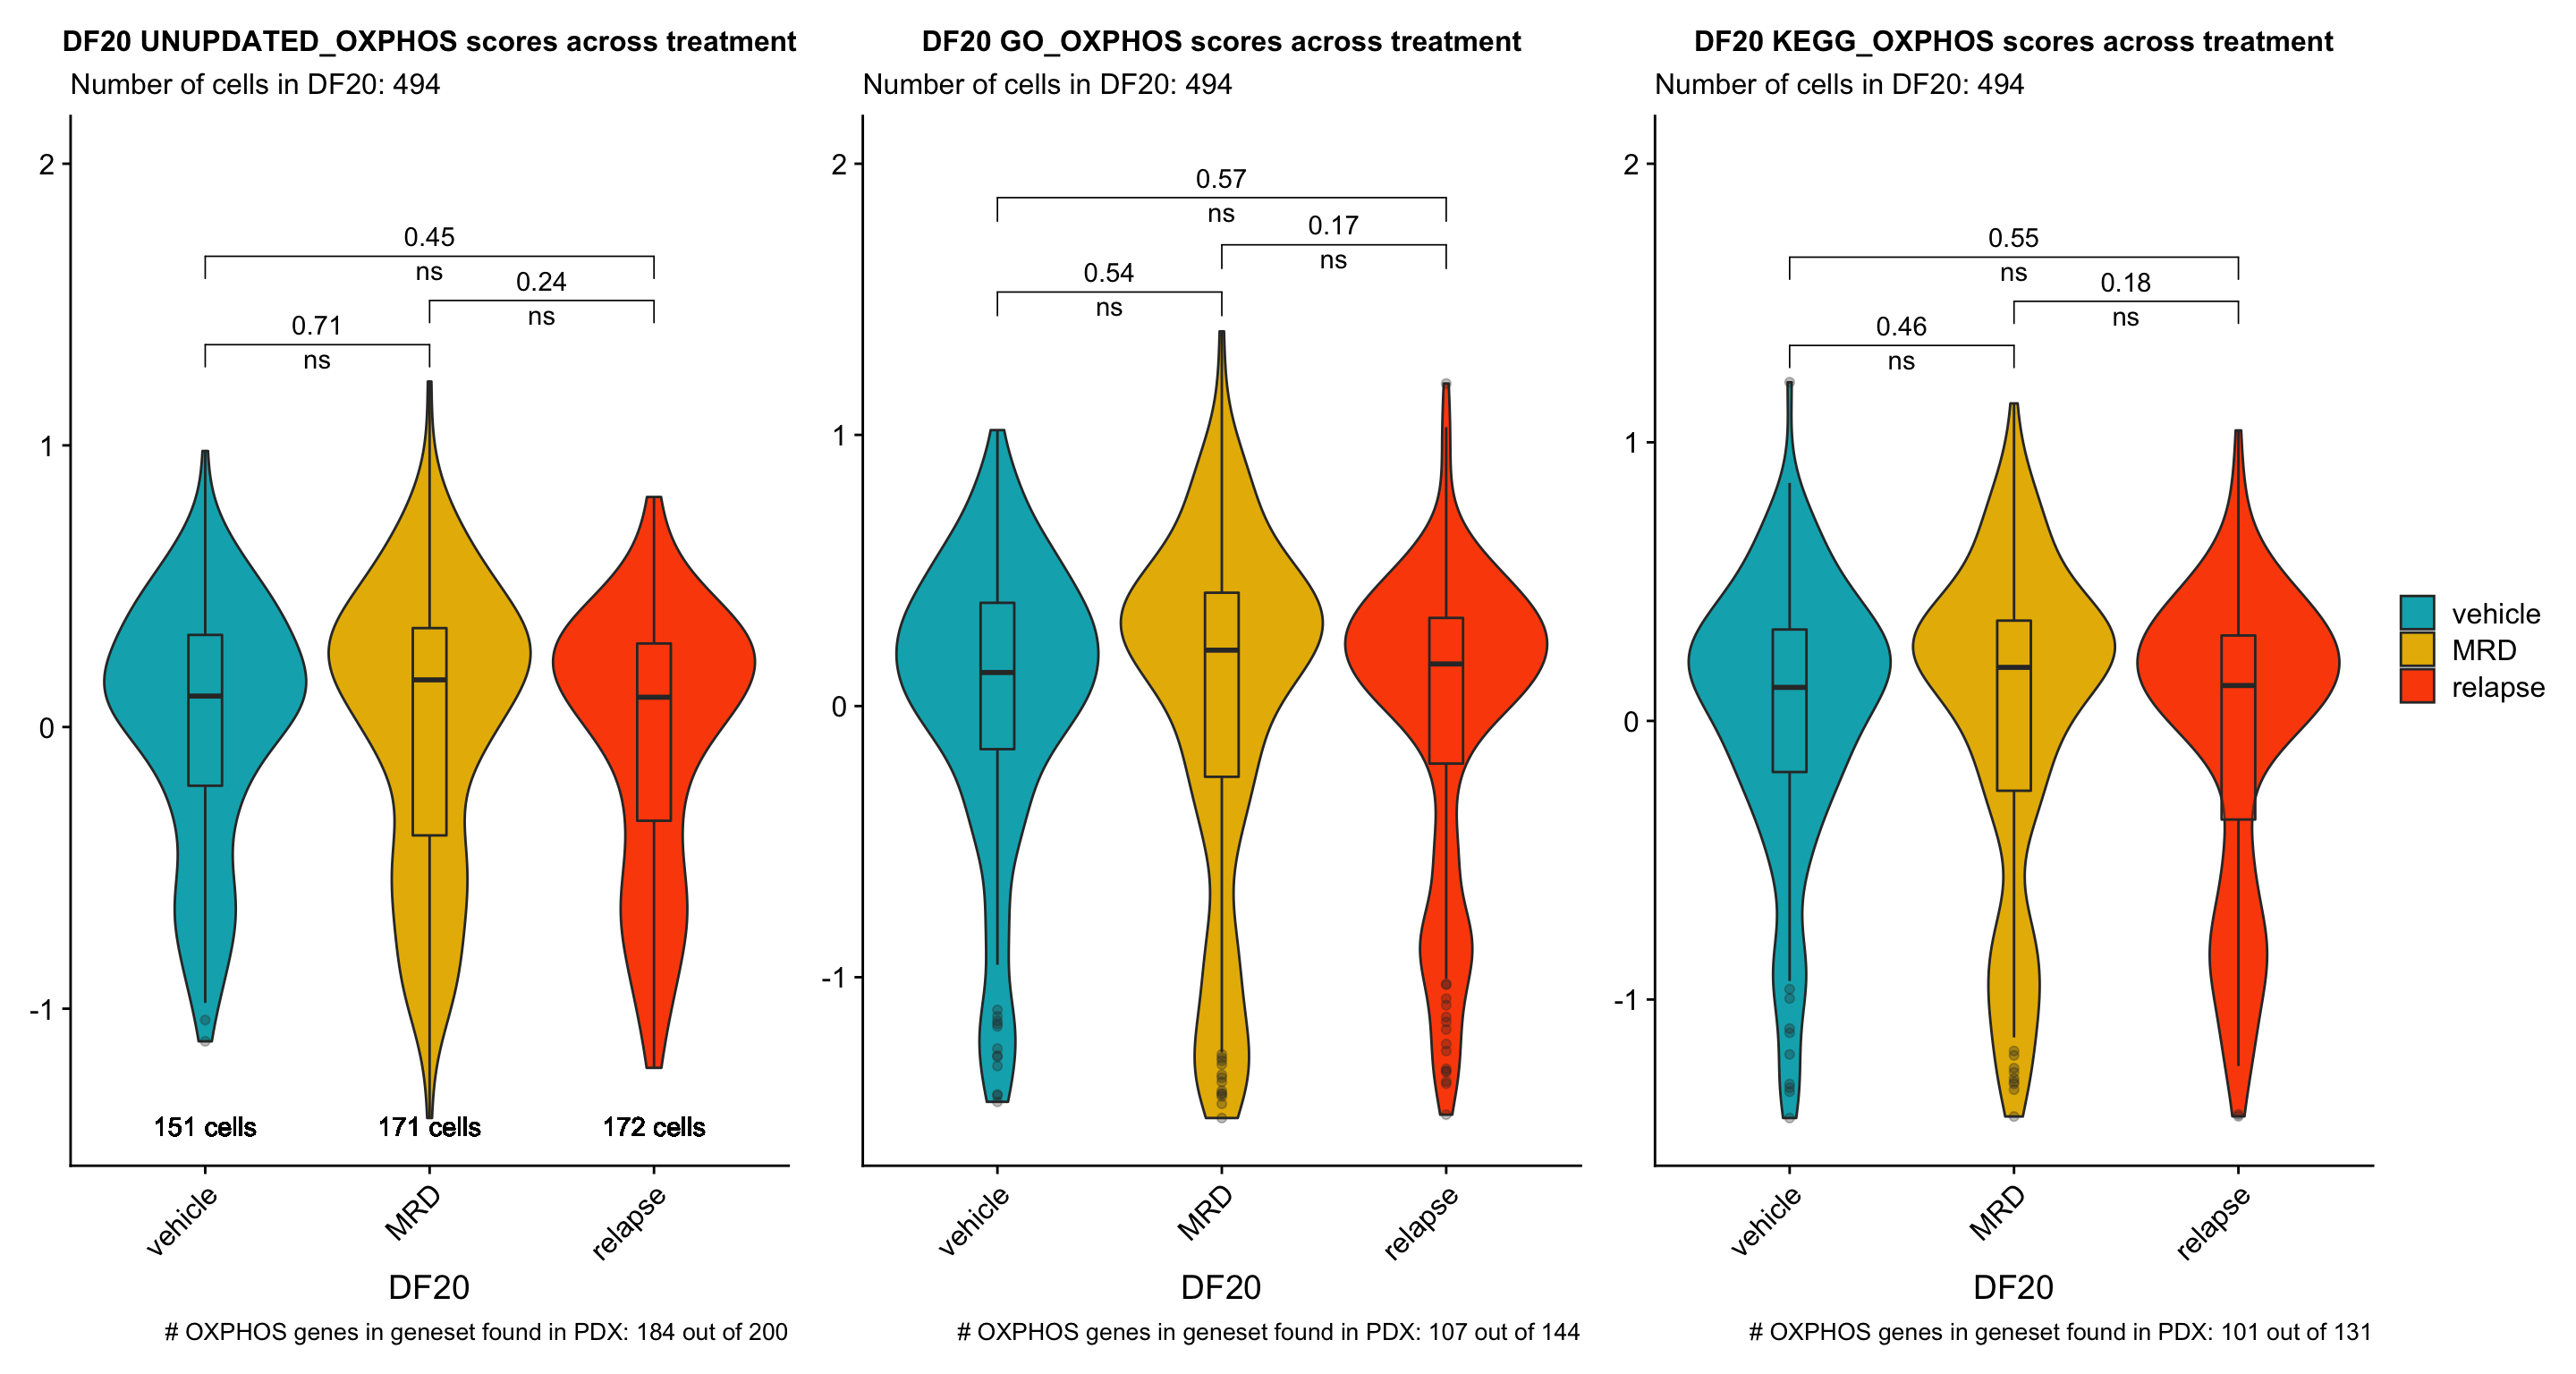 DF20 UNUPDATED_OXPHOS scores across treatment
Number of cells in DF20: 494
2
1
0
-1
0.45
ns
0.24
ns
0.71
ns
151 cells
171 cells
172 cells
vehicle
MRD
relapse
DF20
# OXPHOS genes in geneset found in PDX: 184 out of 200
DF20 GO_OXPHOS scores across treatment
Number of cells in DF20: 494
2
1
0
-1
0.57
ns
0.17
ns
0.54
ns
vehicle
MRD
relapse
DF20
# OXPHOS genes in geneset found in PDX: 107 out of 144
DF20 KEGG_OXPHOS scores across treatment
Number of cells in DF20: 494
2
1
0
-1
0.55
ns
0.18
ns
0.46
ns
vehicle
MRD
relapse
DF20
# OXPHOS genes in geneset found in PDX: 101 out of 131
vehicle
MRD
relapse